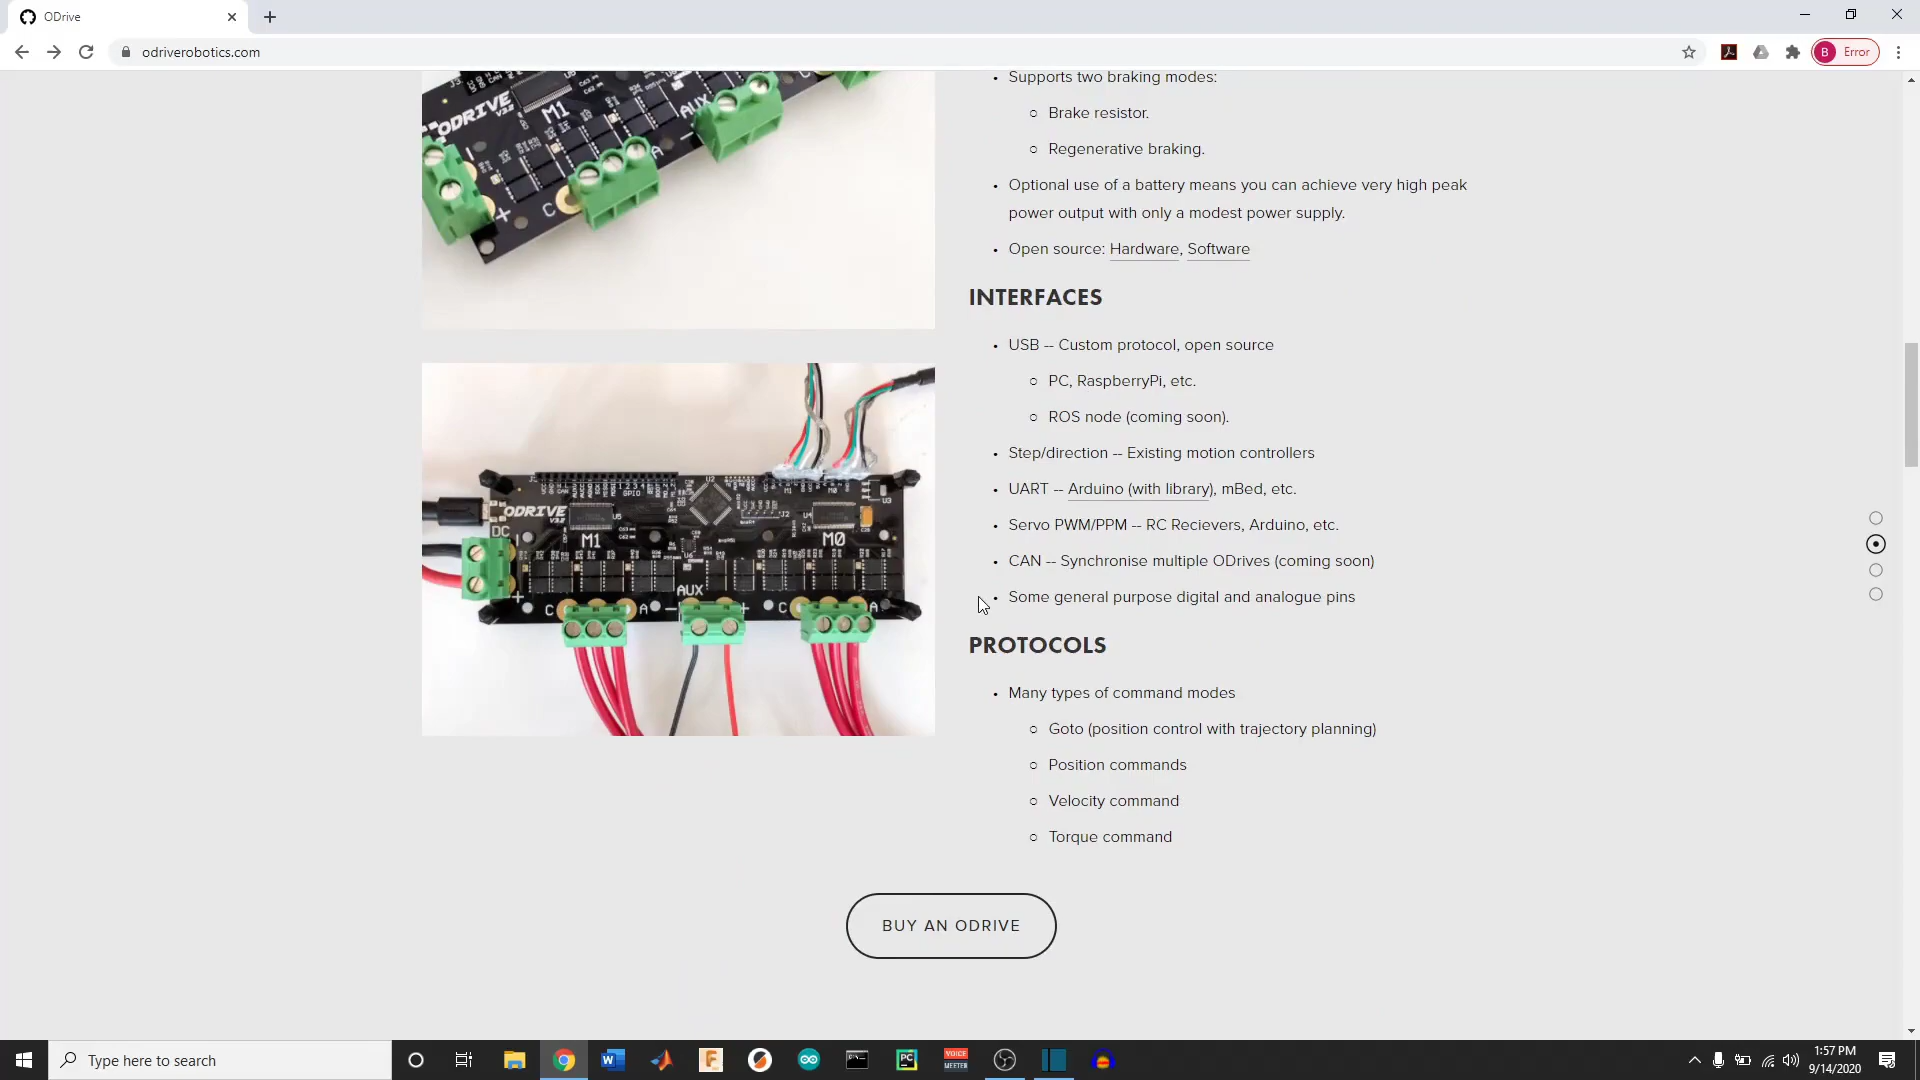 ODrive
odriverobotics.com
B Error
ODRIVE
V3.2
M1
AUX
A
C
+
Supports two braking modes:
Brake resistor.
Regenerative braking.
Optional use of a battery means you can achieve very high peak
power output with only a modest power supply.
Open source: Hardware, Software
INTERFACES
USB -- Custom protocol, open source
PC, RaspberryPi, etc.
ROS node (coming soon).
Step/direction -- Existing motion controllers
UART -- Arduino (with library), mBed, etc.
Servo PWM/PPM -- RC Recievers, Arduino, etc.
CAN -- Synchronise multiple ODrives (coming soon)
Some general purpose digital and analogue pins
ODRIVE
V3.2
DC
M1
M0
AUX
+ C A - + C A
PROTOCOLS
Many types of command modes
Goto (position control with trajectory planning)
Position commands
Velocity command
Torque command
BUY AN ODRIVE
Type here to search
VOICE
MEETER
1:57 PM
9/14/2020